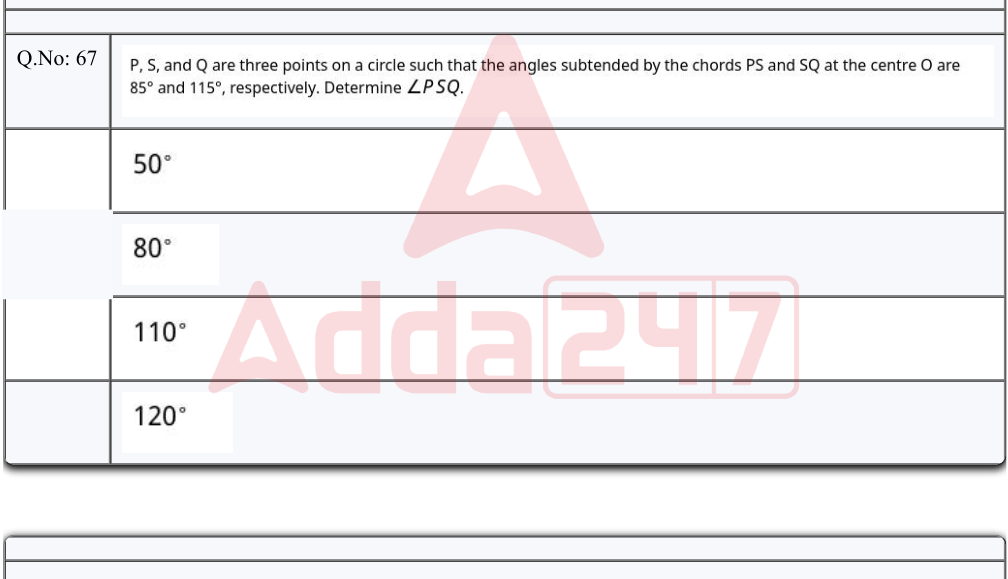 Q.No: 67
P, S, and Q are three points on a circle such that the angles subtended by the chords PS and SQ at the centre O are
85° and 115°, respectively. Determine ∠PSQ.
50°
80°
110°
120°
Adda247